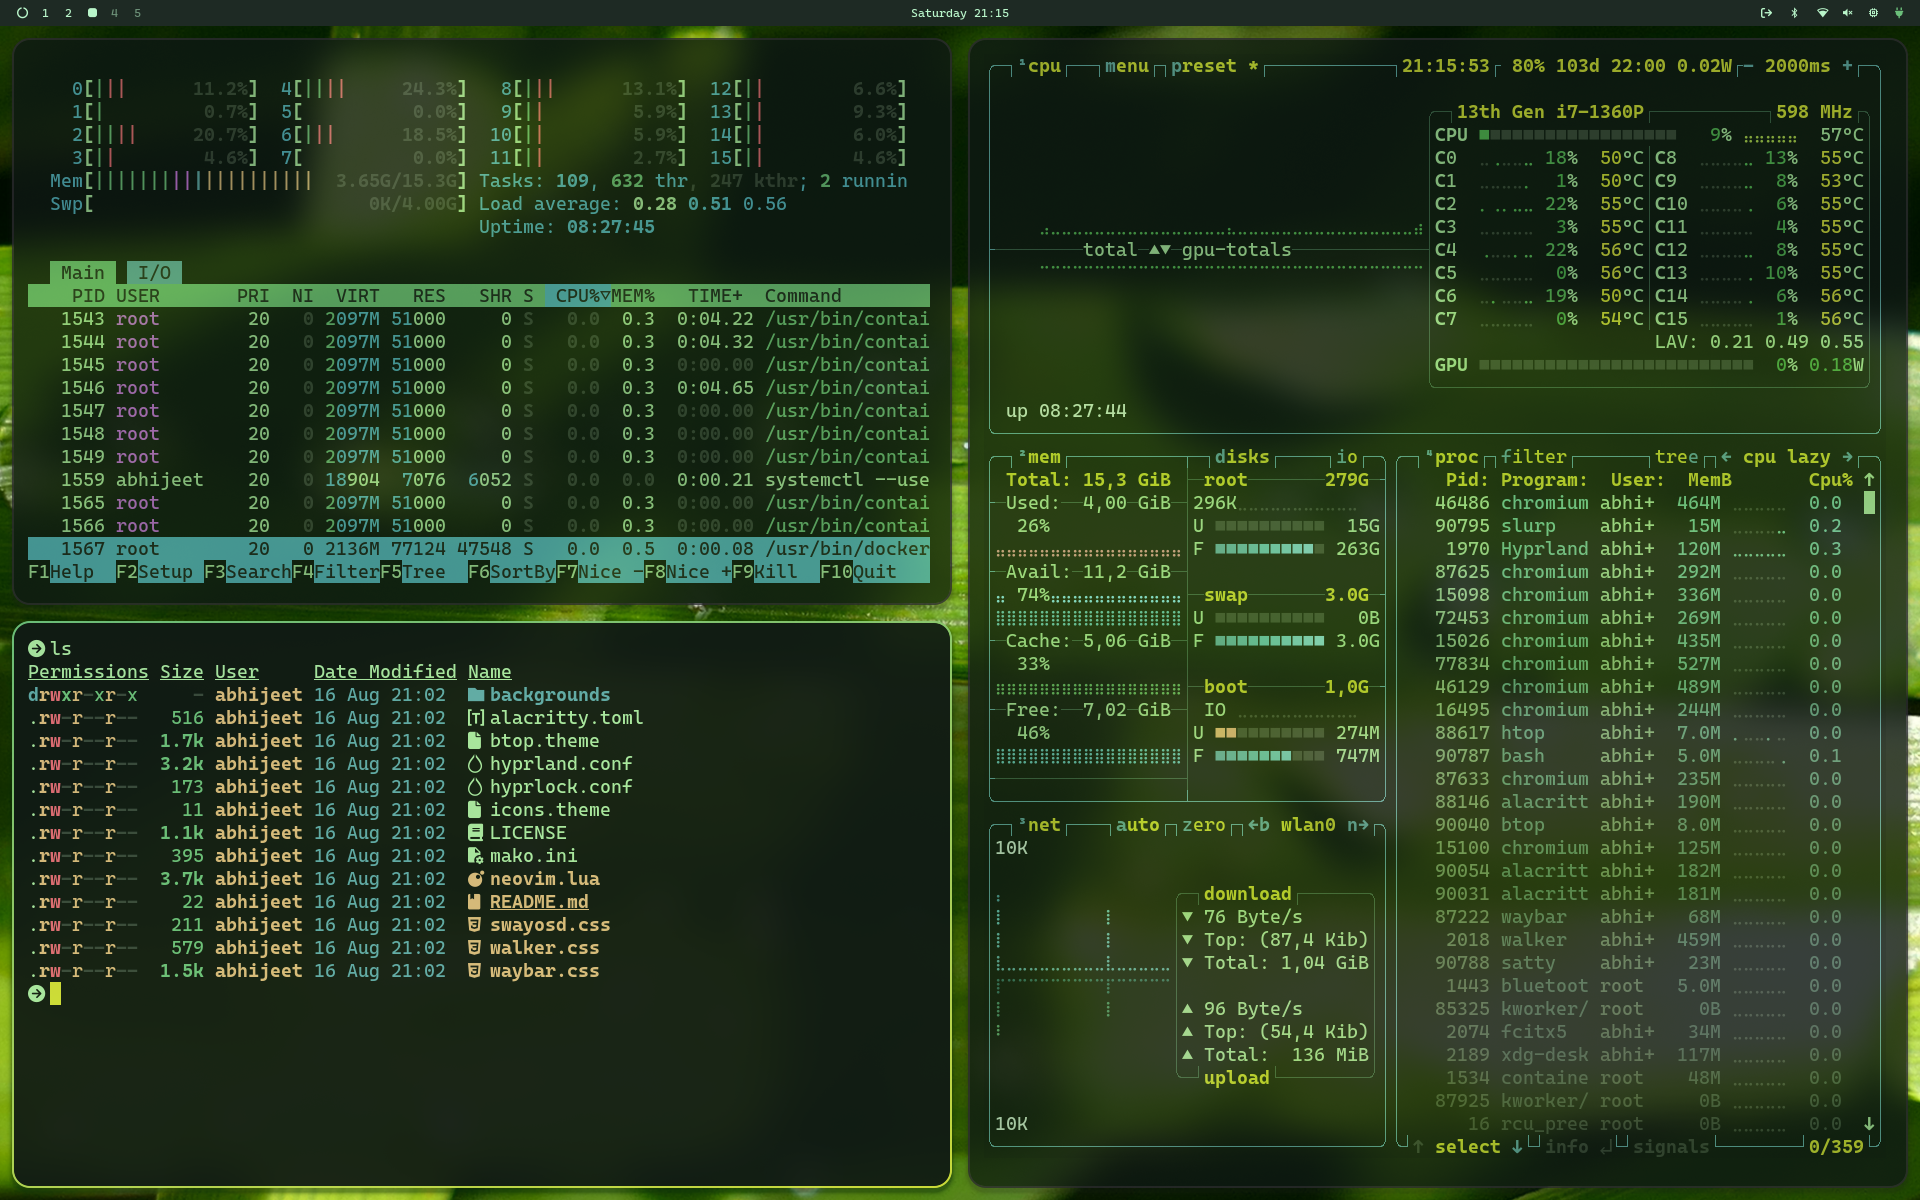 1 2 4 5
Saturday 21:15
0[||| 11.2%] 4[|||| 24.3%] 8[||| 13.1%] 12[|| 6.6%]
1[| 0.7%] 5[ 0.0%] 9[|| 5.9%] 13[|| 9.3%]
2[|||| 20.7%] 6[||| 18.5%] 10[|| 5.9%] 14[|| 6.0%]
3[|| 4.6%] 7[ 0.0%] 11[|| 2.7%] 15[|| 4.6%]
Mem[|||||||||||||||||||| 3.65G/15.3G] Tasks: 109, 632 thr, 247 kthr; 2 runnin
Swp[ 0K/4.00G] Load average: 0.28 0.51 0.56
Uptime: 08:27:45
Main I/O
PID USER PRI NI VIRT RES SHR S CPU%▽MEM% TIME+ Command
1543 root 20 0 2097M 51000 0 S 0.0 0.3 0:04.22 /usr/bin/contai
1544 root 20 0 2097M 51000 0 S 0.0 0.3 0:04.32 /usr/bin/contai
1545 root 20 0 2097M 51000 0 S 0.0 0.3 0:00.00 /usr/bin/contai
1546 root 20 0 2097M 51000 0 S 0.0 0.3 0:04.65 /usr/bin/contai
1547 root 20 0 2097M 51000 0 S 0.0 0.3 0:00.00 /usr/bin/contai
1548 root 20 0 2097M 51000 0 S 0.0 0.3 0:00.00 /usr/bin/contai
1549 root 20 0 2097M 51000 0 S 0.0 0.3 0:00.00 /usr/bin/contai
1559 abhijeet 20 0 18904 7076 6052 S 0.0 0.0 0:00.21 systemctl --use
1565 root 20 0 2097M 51000 0 S 0.0 0.3 0:00.00 /usr/bin/contai
1566 root 20 0 2097M 51000 0 S 0.0 0.3 0:00.00 /usr/bin/contai
1567 root 20 0 2136M 77124 47548 S 0.0 0.5 0:00.08 /usr/bin/docker
F1Help F2Setup F3SearchF4FilterF5Tree F6SortByF7Nice -F8Nice +F9Kill F10Quit
ls
Permissions Size User Date Modified Name
drwxr-xr-x - abhijeet 16 Aug 21:02 backgrounds
.rw-r--r-- 516 abhijeet 16 Aug 21:02 [T] alacritty.toml
.rw-r--r-- 1.7k abhijeet 16 Aug 21:02 btop.theme
.rw-r--r-- 3.2k abhijeet 16 Aug 21:02 hyprland.conf
.rw-r--r-- 173 abhijeet 16 Aug 21:02 hyprlock.conf
.rw-r--r-- 11 abhijeet 16 Aug 21:02 icons.theme
.rw-r--r-- 1.1k abhijeet 16 Aug 21:02 LICENSE
.rw-r--r-- 395 abhijeet 16 Aug 21:02 mako.ini
.rw-r--r-- 3.7k abhijeet 16 Aug 21:02 neovim.lua
.rw-r--r-- 22 abhijeet 16 Aug 21:02 README.md
.rw-r--r-- 211 abhijeet 16 Aug 21:02 swayosd.css
.rw-r--r-- 579 abhijeet 16 Aug 21:02 walker.css
.rw-r--r-- 1.5k abhijeet 16 Aug 21:02 waybar.css
¹cpu menu preset * 21:15:53 80% 103d 22:00 0.02W - 2000ms +
13th Gen i7-1360P 598 MHz
CPU 9% 57°C
C0 18% 50°C C8 13% 55°C
C1 1% 50°C C9 8% 53°C
C2 22% 55°C C10 6% 55°C
C3 3% 55°C C11 4% 55°C
C4 22% 56°C C12 8% 55°C
C5 0% 56°C C13 10% 55°C
C6 19% 50°C C14 6% 56°C
C7 0% 54°C C15 1% 56°C
LAV: 0.21 0.49 0.55
GPU 0% 0.18W
total ▲▼ gpu-totals
up 08:27:44
²mem disks io
Total: 15,3 GiB root 279G
Used: 4,00 GiB 296K
26% U 15G
F 263G
Avail: 11,2 GiB
74% swap 3.0G
U 0B
Cache: 5,06 GiB F 3.0G
33%
boot 1,0G
Free: 7,02 GiB IO
46% U 274M
F 747M
³net auto zero ←b wlan0 n→
10K
download
▼ 76 Byte/s
▼ Top: (87,4 Kib)
▼ Total: 1,04 GiB
▲ 96 Byte/s
▲ Top: (54,4 Kib)
▲ Total: 136 MiB
upload
10K
⁴proc filter tree ← cpu lazy →
Pid: Program: User: MemB Cpu% ↑
46486 chromium abhi+ 464M 0.0
90795 slurp abhi+ 15M 0.2
1970 Hyprland abhi+ 120M 0.3
87625 chromium abhi+ 292M 0.0
15098 chromium abhi+ 336M 0.0
72453 chromium abhi+ 269M 0.0
15026 chromium abhi+ 435M 0.0
77834 chromium abhi+ 527M 0.0
46129 chromium abhi+ 489M 0.0
16495 chromium abhi+ 244M 0.0
88617 htop abhi+ 7.0M 0.0
90787 bash abhi+ 5.0M 0.1
87633 chromium abhi+ 235M 0.0
88146 alacritt abhi+ 190M 0.0
90040 btop abhi+ 8.0M 0.0
15100 chromium abhi+ 125M 0.0
90054 alacritt abhi+ 182M 0.0
90031 alacritt abhi+ 181M 0.0
87222 waybar abhi+ 68M 0.0
2018 walker abhi+ 459M 0.0
90788 satty abhi+ 23M 0.0
1443 bluetoot root 5.0M 0.0
85325 kworker/ root 0B 0.0
2074 fcitx5 abhi+ 34M 0.0
2189 xdg-desk abhi+ 117M 0.0
1534 containe root 48M 0.0
87925 kworker/ root 0B 0.0
16 rcu_pree root 0B 0.0 ↓
↑ select ↓ info ↵ signals 0/359